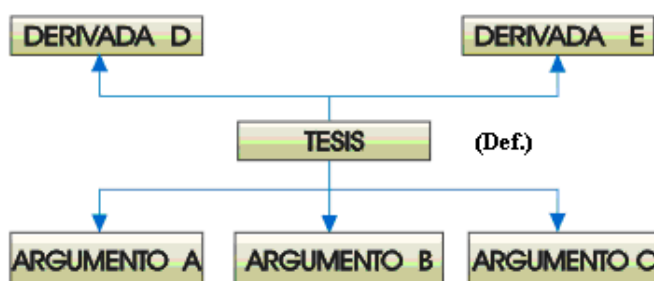 DERIVADA D
DERIVADA E
TESIS
(Def.)
ARGUMENTO A
ARGUMENTO B
ARGUMENTO C